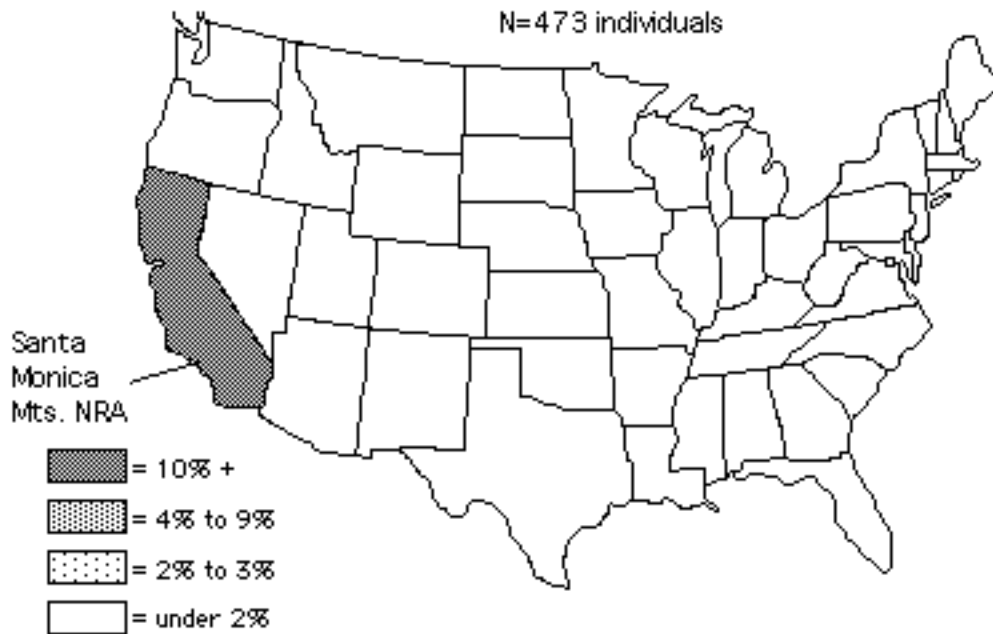 N=473 individuals
Santa
Monica
Mts. NRA
= 10% +
= 4% to 9%
= 2% to 3%
= under 2%